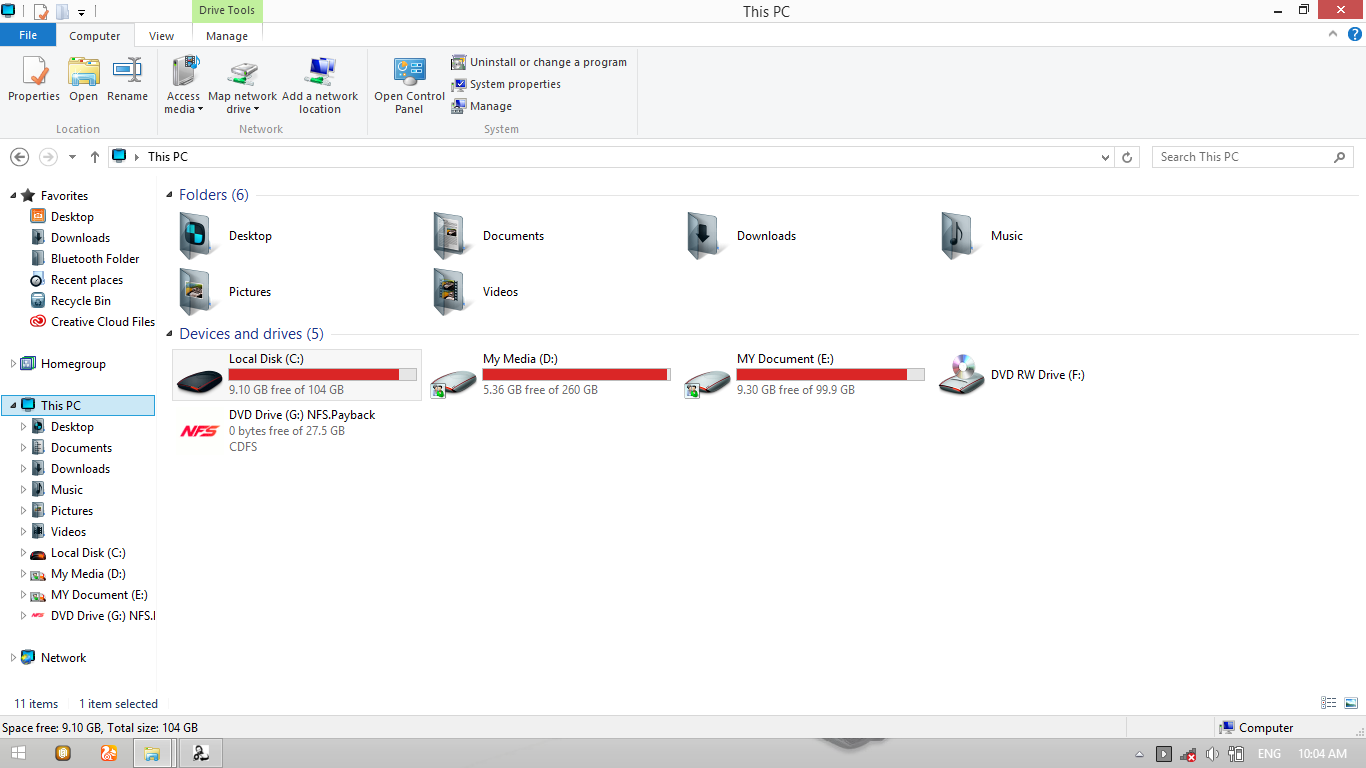 Drive Tools
This PC
File
Computer
View
Manage
?
Properties
Open
Rename
Access media
Map network drive
Add a network location
Open Control Panel
Uninstall or change a program
System properties
Manage
Location
Network
System
This PC
Search This PC
Favorites
Desktop
Downloads
Bluetooth Folder
Recent places
Recycle Bin
Creative Cloud Files
Homegroup
This PC
Desktop
Documents
Downloads
Music
Pictures
Videos
Local Disk (C:)
My Media (D:)
MY Document (E:)
DVD Drive (G:) NFS.
Network
Folders (6)
Desktop
Documents
Downloads
Music
Pictures
Videos
Devices and drives (5)
Local Disk (C:)
9.10 GB free of 104 GB
My Media (D:)
5.36 GB free of 260 GB
MY Document (E:)
9.30 GB free of 99.9 GB
DVD RW Drive (F:)
NFS
DVD Drive (G:) NFS.Payback
0 bytes free of 27.5 GB
CDFS
11 items
1 item selected
Space free: 9.10 GB, Total size: 104 GB
Computer
ENG
10:04 AM